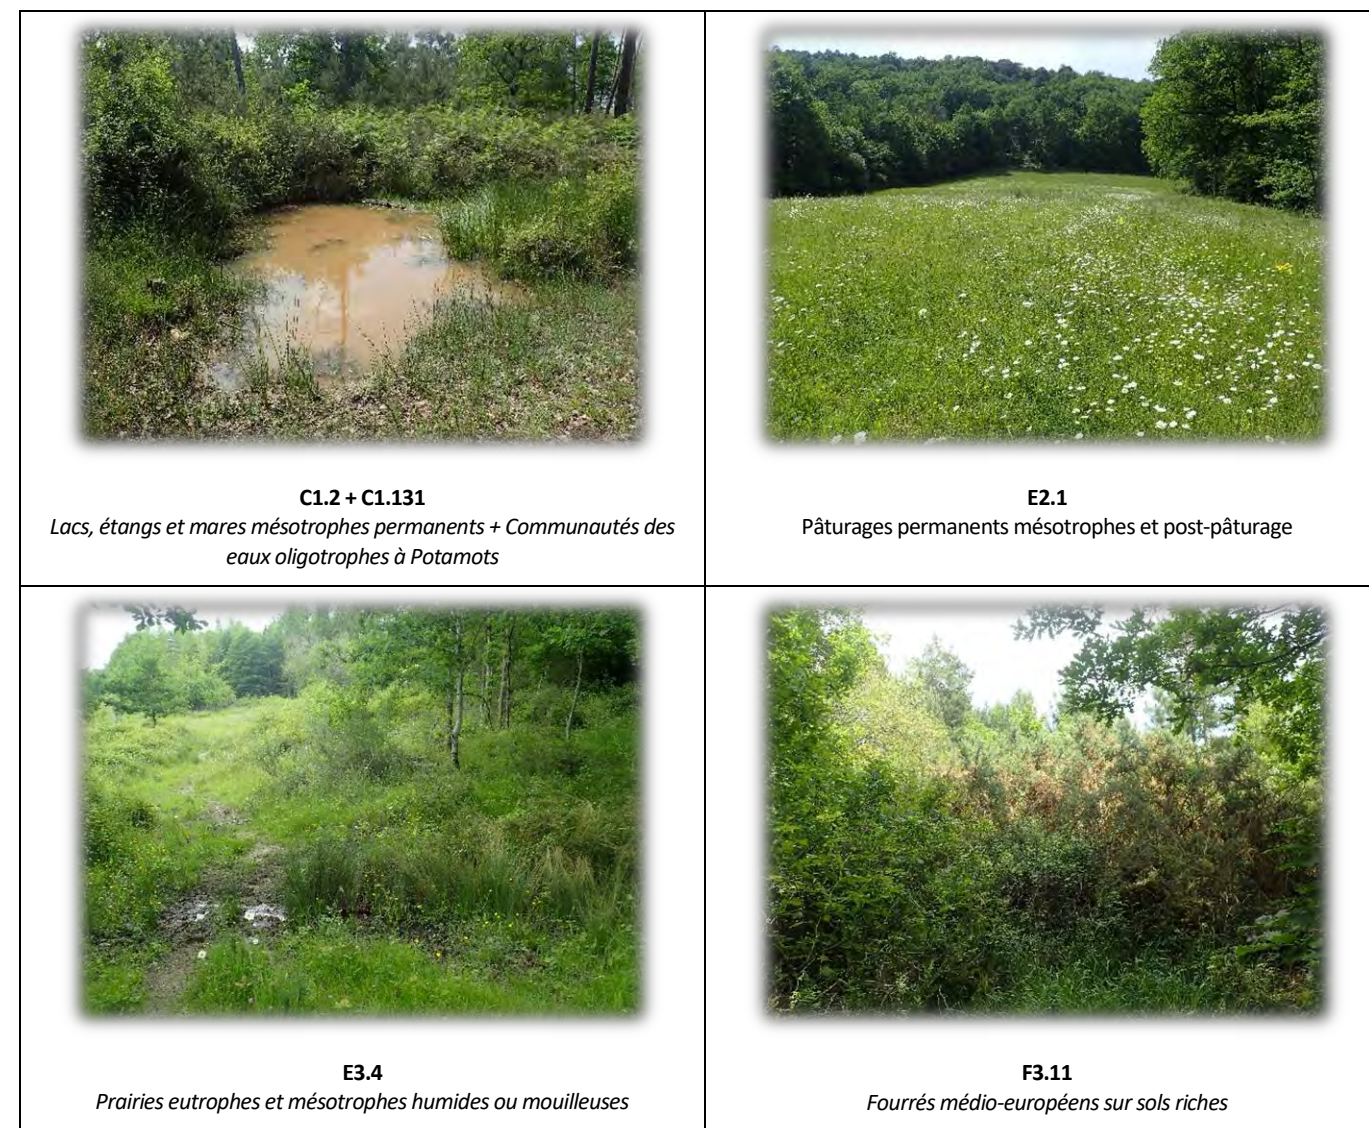 C1.2 + C1.131
Lacs, étangs et mares mésotrophes permanents + Communautés des
eaux oligotrophes à Potamots
E2.1
Pâturages permanents mésotrophes et post-pâturage
E3.4
Prairies eutrophes et mésotrophes humides ou mouilleuses
F3.11
Fourrés médio-européens sur sols riches